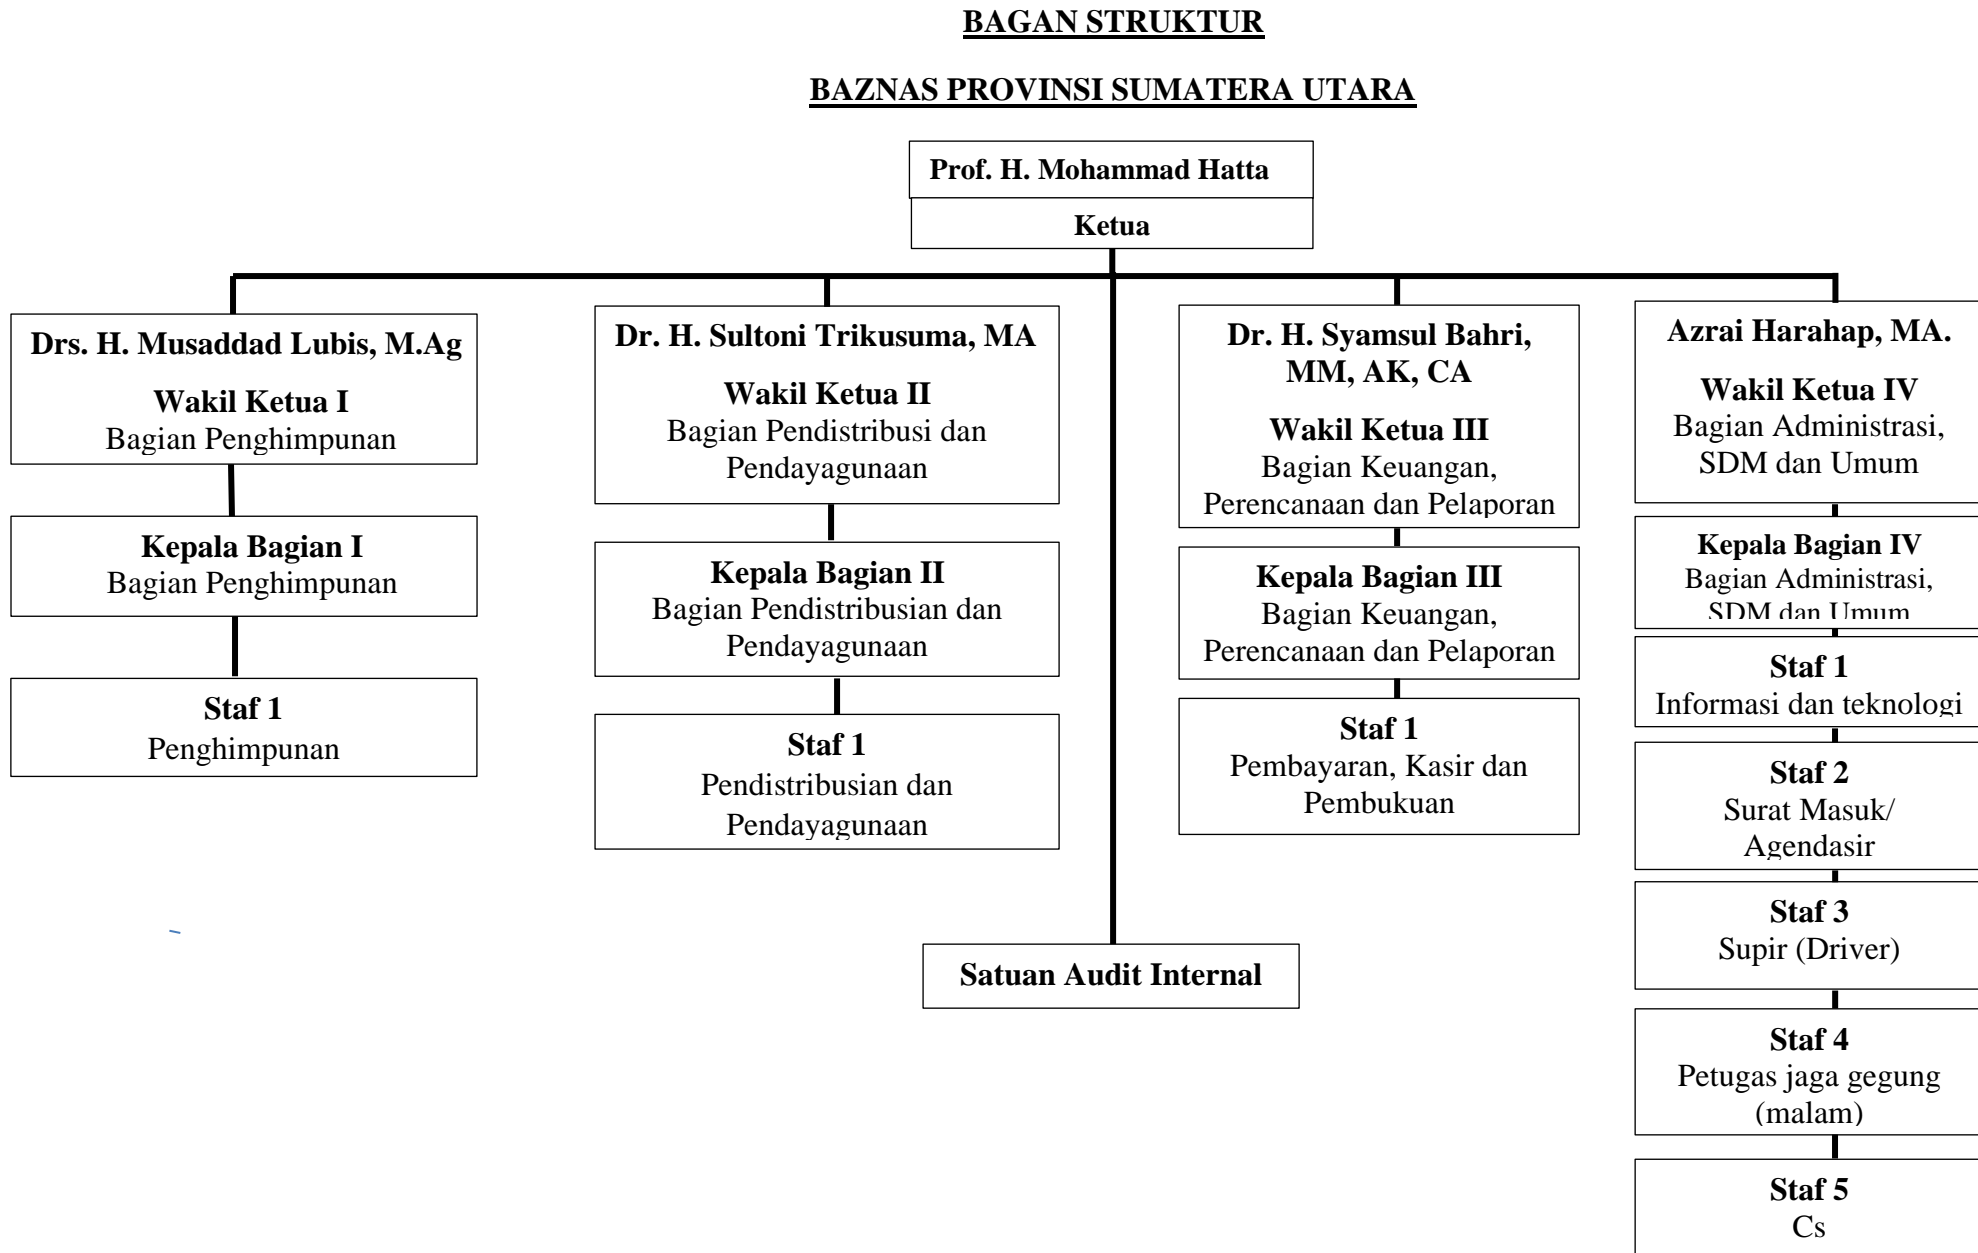 BAGAN STRUKTUR
BAZNAS PROVINSI SUMATERA UTARA
Prof. H. Mohammad Hatta
Ketua
Drs. H. Musaddad Lubis, M.Ag
Wakil Ketua I
Bagian Penghimpunan
Kepala Bagian I
Bagian Penghimpunan
Staf 1
Penghimpunan
Dr. H. Sultoni Trikusuma, MA
Wakil Ketua II
Bagian Pendistribusi dan
Pendayagunaan
Kepala Bagian II
Bagian Pendistribusian dan
Pendayagunaan
Staf 1
Pendistribusian dan
Pendayagunaan
Dr. H. Syamsul Bahri,
MM, AK, CA
Wakil Ketua III
Bagian Keuangan,
Perencanaan dan Pelaporan
Kepala Bagian III
Bagian Keuangan,
Perencanaan dan Pelaporan
Staf 1
Pembayaran, Kasir dan
Pembukuan
Azrai Harahap, MA.
Wakil Ketua IV
Bagian Administrasi,
SDM dan Umum
Kepala Bagian IV
Bagian Administrasi,
SDM dan Umum
Staf 1
Informasi dan teknologi
Staf 2
Surat Masuk/
Agendasir
Staf 3
Supir (Driver)
Staf 4
Petugas jaga gegung
(malam)
Staf 5
Cs
Satuan Audit Internal